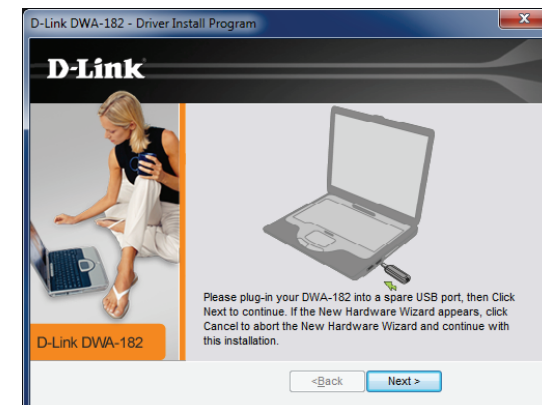 D-Link DWA-182 - Driver Install Program
D-Link
Please plug-in your DWA-182 into a spare USB port, then Click
Next to continue. If the New Hardware Wizard appears, click
Cancel to abort the New Hardware Wizard and continue with
this installation.
D-Link DWA-182
<Back
Next >